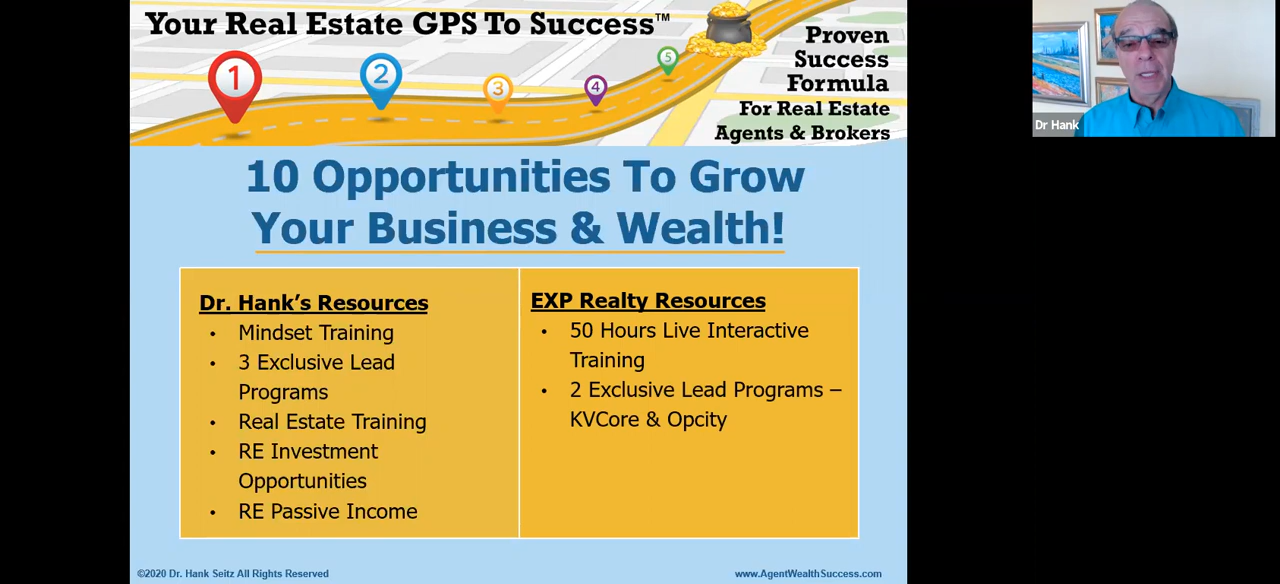 Your Real Estate GPS To Success™
Proven
Success
Formula
For Real Estate
Agents & Brokers
1
2
3
4
5
Dr Hank
10 Opportunities To Grow
Your Business & Wealth!
Dr. Hank's Resources
• Mindset Training
• 3 Exclusive Lead
Programs
• Real Estate Training
• RE Investment
Opportunities
• RE Passive Income
EXP Realty Resources
• 50 Hours Live Interactive
Training
• 2 Exclusive Lead Programs –
KVCore & Opcity
©2020 Dr. Hank Seitz All Rights Reserved
www.AgentWealthSuccess.com